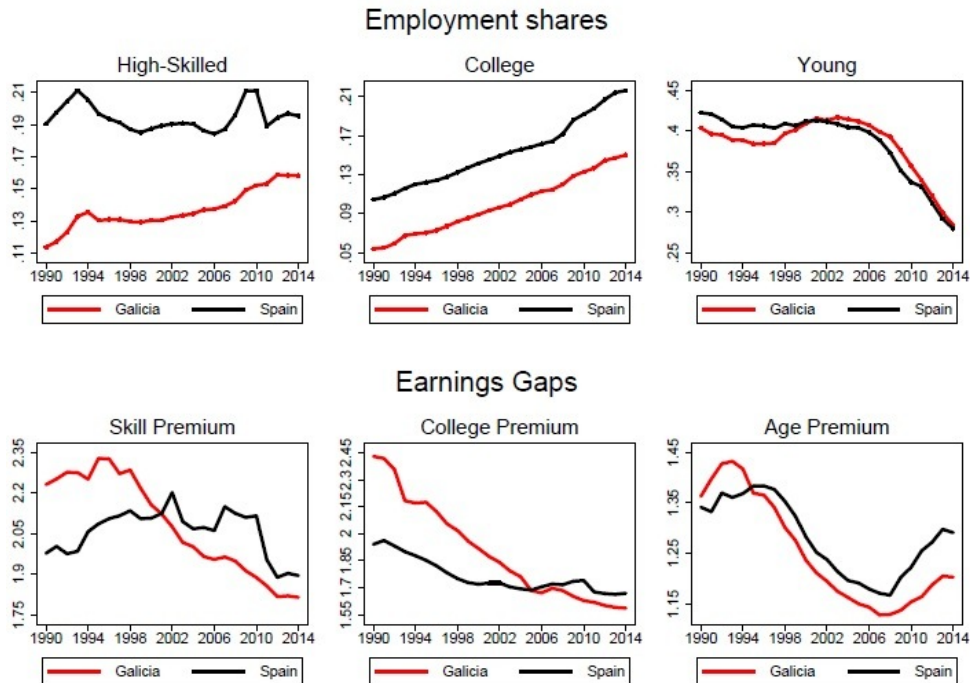 Employment shares
High-Skilled
.11 .13 .15 .17 .19 .21
1990 1994 1998 2002 2006 2010 2014
Galicia Spain
College
.05 .09 .13 .17 .21
1990 1994 1998 2002 2006 2010 2014
Galicia Spain
Young
.25 .3 .35 .4 .45
1990 1994 1998 2002 2006 2010 2014
Galicia Spain
Earnings Gaps
Skill Premium
1.75 1.9 2.05 2.2 2.35
1990 1994 1998 2002 2006 2010 2014
Galicia Spain
College Premium
1.55 1.7 1.85 2 2.15 2.3 2.45
1990 1994 1998 2002 2006 2010 2014
Galicia Spain
Age Premium
1.15 1.25 1.35 1.45
1990 1994 1998 2002 2006 2010 2014
Galicia Spain